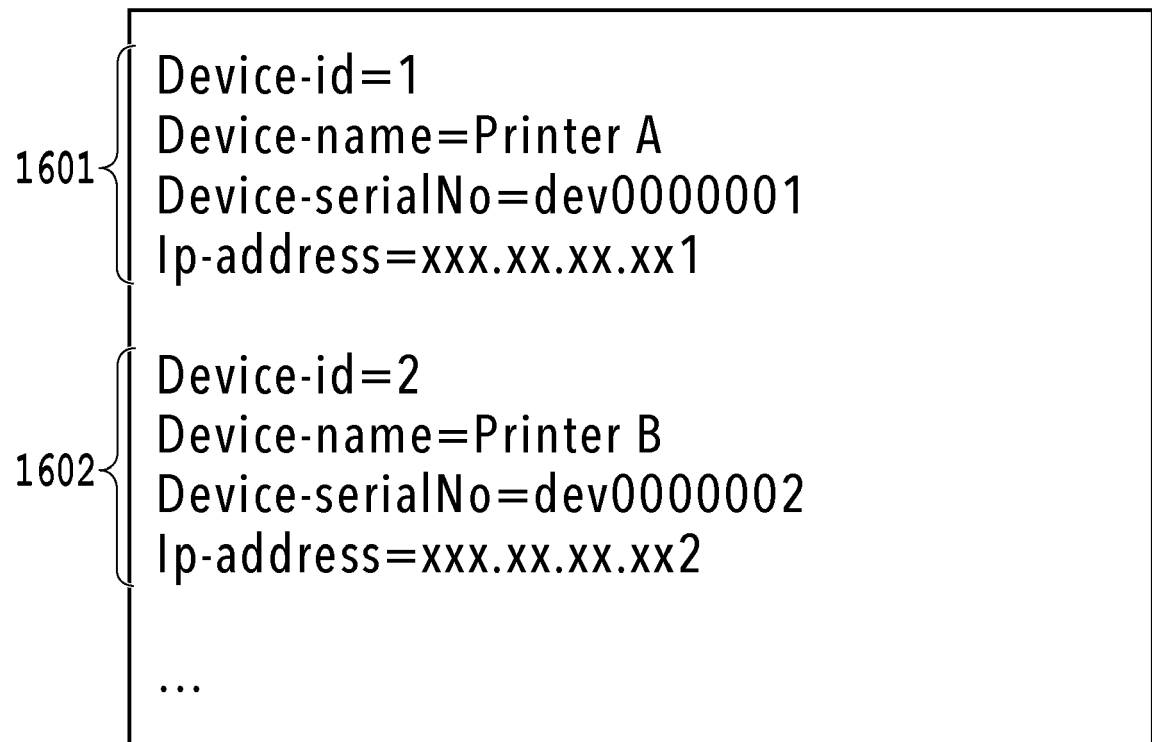 1601
Device-id=1
Device-name=Printer A
Device-serialNo=dev0000001
Ip-address=xxx.xx.xx.xx1
1602
Device-id=2
Device-name=Printer B
Device-serialNo=dev0000002
Ip-address=xxx.xx.xx.xx2
...